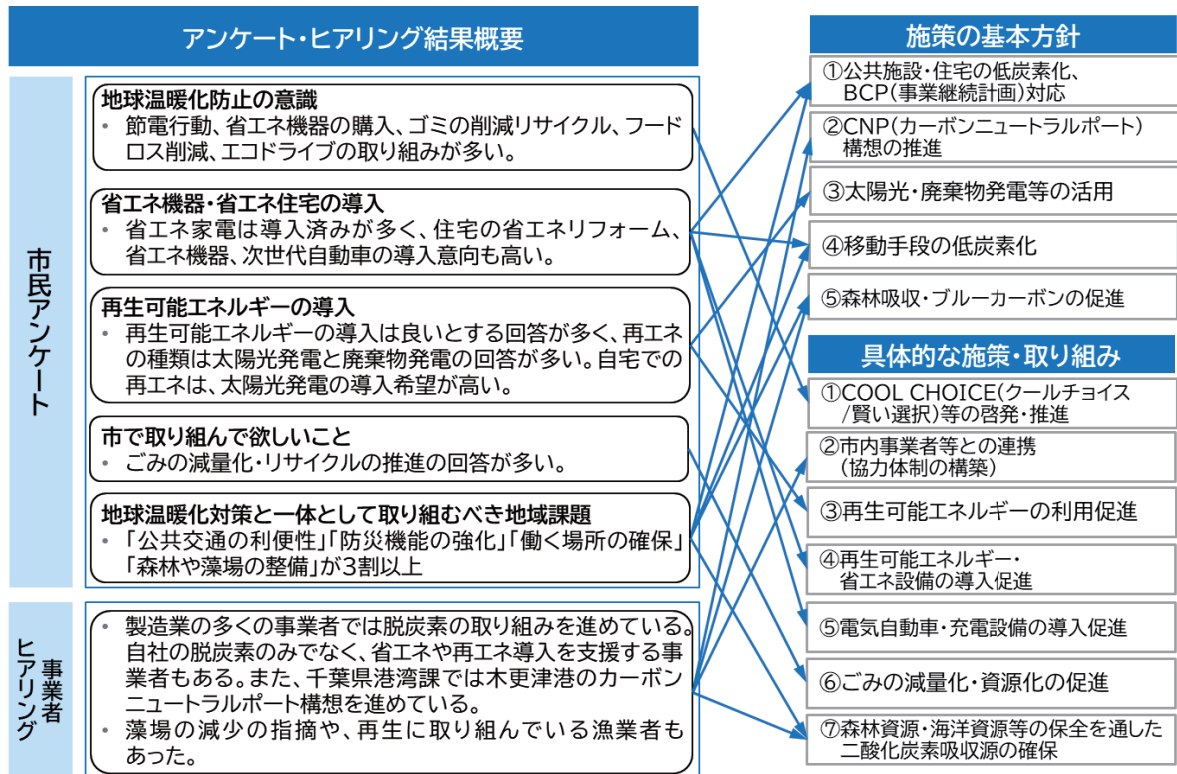 アンケート・ヒアリング結果概要
市民アンケート
地球温暖化防止の意識
• 節電行動、省エネ機器の購入、ゴミの削減リサイクル、フード
ロス削減、エコドライブの取り組みが多い。
省エネ機器・省エネ住宅の導入
• 省エネ家電は導入済みが多く、住宅の省エネリフォーム、
省エネ機器、次世代自動車の導入意向も高い。
再生可能エネルギーの導入
• 再生可能エネルギーの導入は良いとする回答が多く、再エネ
の種類は太陽光発電と廃棄物発電の回答が多い。自宅での
再エネは、太陽光発電の導入希望が高い。
市で取り組んで欲しいこと
• ごみの減量化・リサイクルの推進の回答が多い。
地球温暖化対策と一体として取り組むべき地域課題
• 「公共交通の利便性」「防災機能の強化」「働く場所の確保」
「森林や藻場の整備」が3割以上
事業者
ヒアリング
• 製造業の多くの事業者では脱炭素の取り組みを進めている。
自社の脱炭素のみでなく、省エネや再エネ導入を支援する事
業者もある。また、千葉県港湾課では木更津港のカーボン
ニュートラルポート構想を進めている。
• 藻場の減少の指摘や、再生に取り組んでいる漁業者も
あった。
施策の基本方針
①公共施設・住宅の低炭素化、
BCP(事業継続計画)対応
②CNP(カーボンニュートラルポート)
構想の推進
③太陽光・廃棄物発電等の活用
④移動手段の低炭素化
⑤森林吸収・ブルーカーボンの促進
具体的な施策・取り組み
①COOL CHOICE(クールチョイス
/賢い選択)等の啓発・推進
②市内事業者等との連携
(協力体制の構築)
③再生可能エネルギーの利用促進
④再生可能エネルギー・
省エネ設備の導入促進
⑤電気自動車・充電設備の導入促進
⑥ごみの減量化・資源化の促進
⑦森林資源・海洋資源等の保全を通した
二酸化炭素吸収源の確保